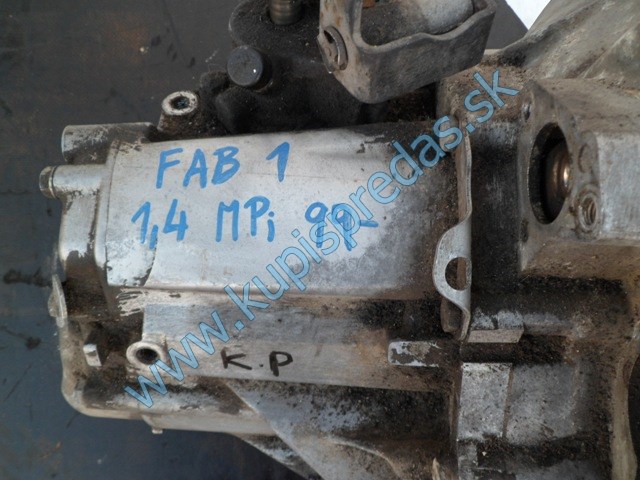 FAB 1
1,4 MPi 99-
K.P
www.kupispredas.sk